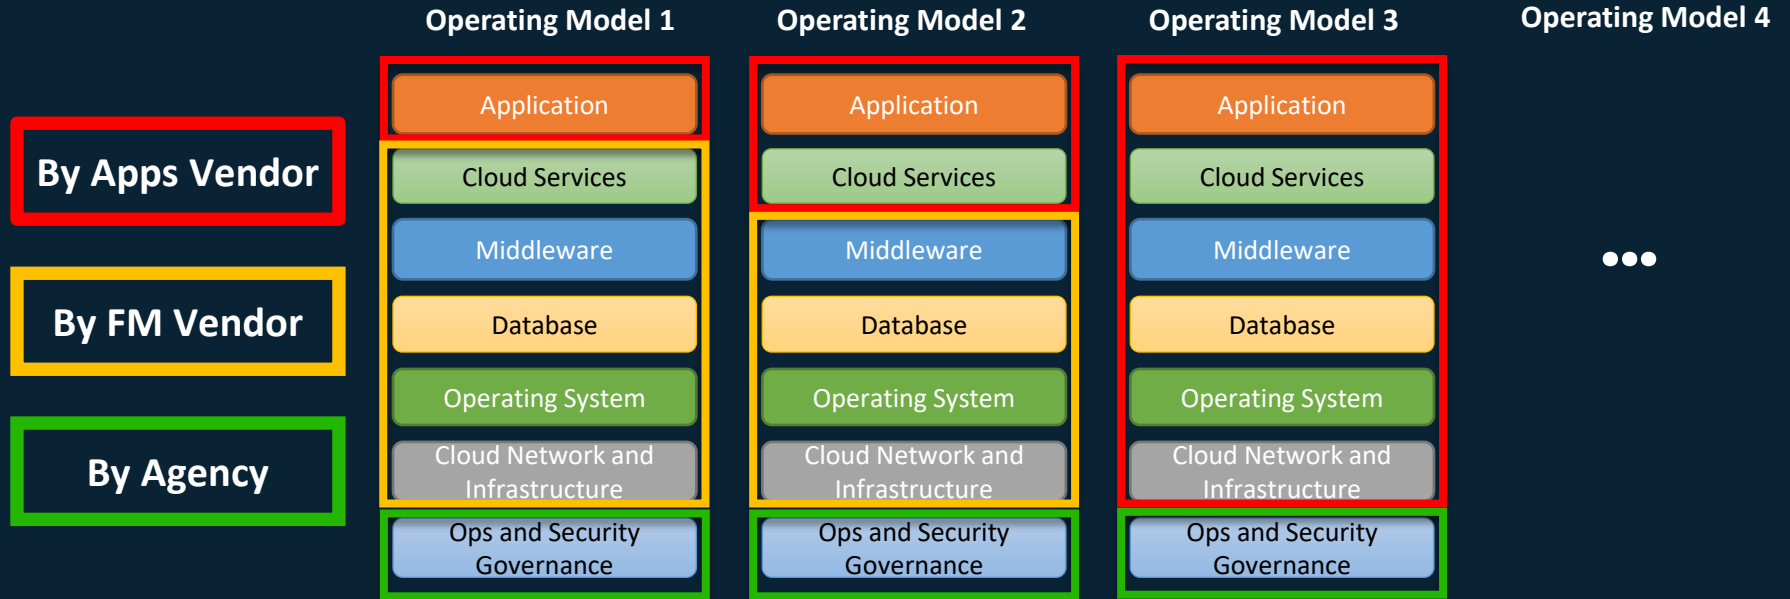 Operating Model 1
Operating Model 2
Operating Model 3
Operating Model 4
By Apps Vendor
By FM Vendor
By Agency
Application
Cloud Services
Middleware
Database
Operating System
Cloud Network and
Infrastructure
Ops and Security
Governance
Application
Cloud Services
Middleware
Database
Operating System
Cloud Network and
Infrastructure
Ops and Security
Governance
Application
Cloud Services
Middleware
Database
Operating System
Cloud Network and
Infrastructure
Ops and Security
Governance
...